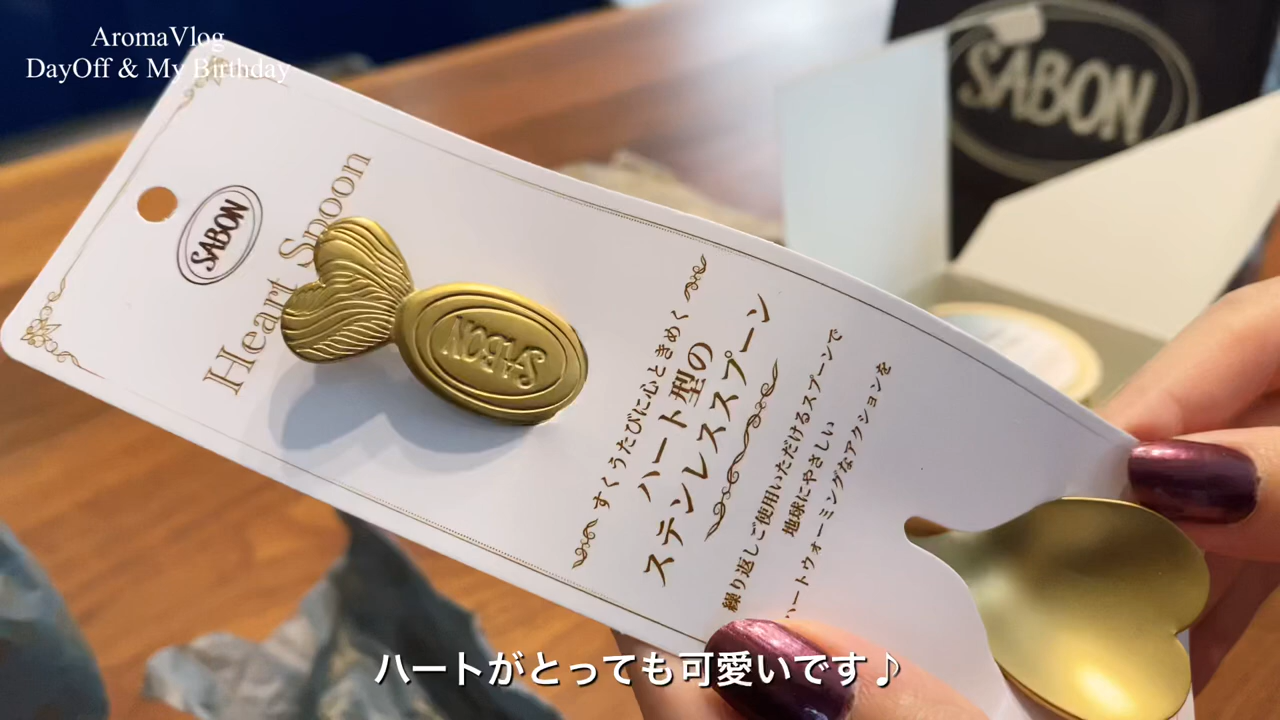 AromaVlog
DayOff & My Birthday
SABON
SABON
Heart Spoon
SABON
すくうたびに心ときめく
ハート型の
ステンレススプーン
繰り返しご使用いただけるスプーンで
地球にやさしい
ハートウォーミングなアクションを
ハートがとっても可愛いです♪